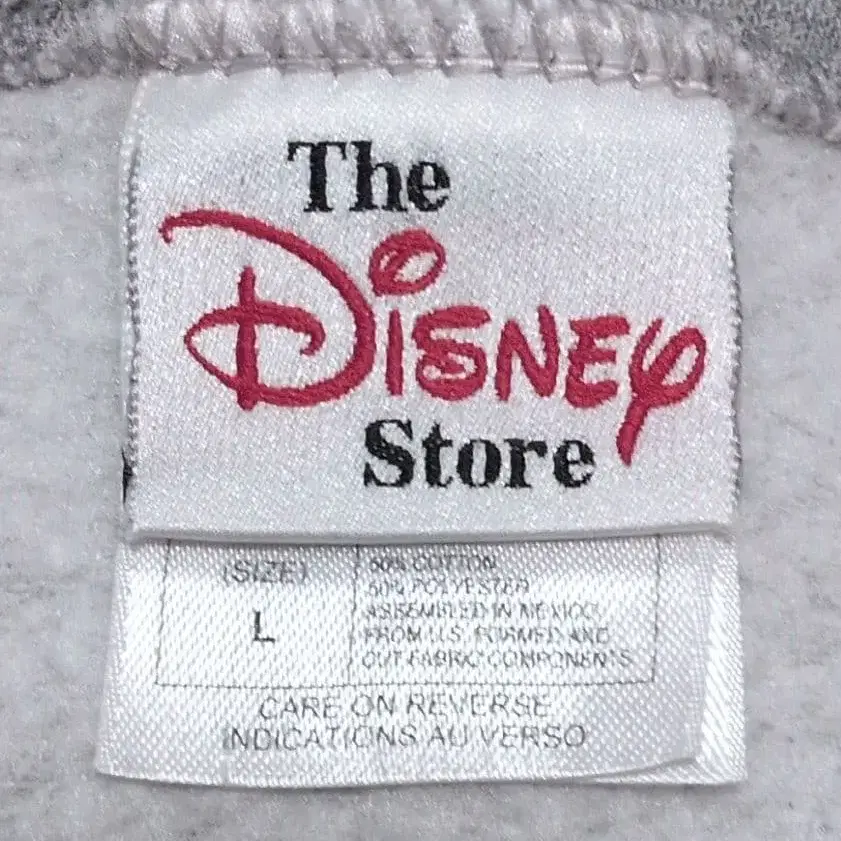 The
Disney
Store
(SIZE)
L
50% COTTON
50% POLYESTER
ASSEMBLED IN MEXICO
FROM U.S. FORMED AND
CUT FABRIC COMPONENTS
CARE ON REVERSE
INDICATIONS AU VERSO